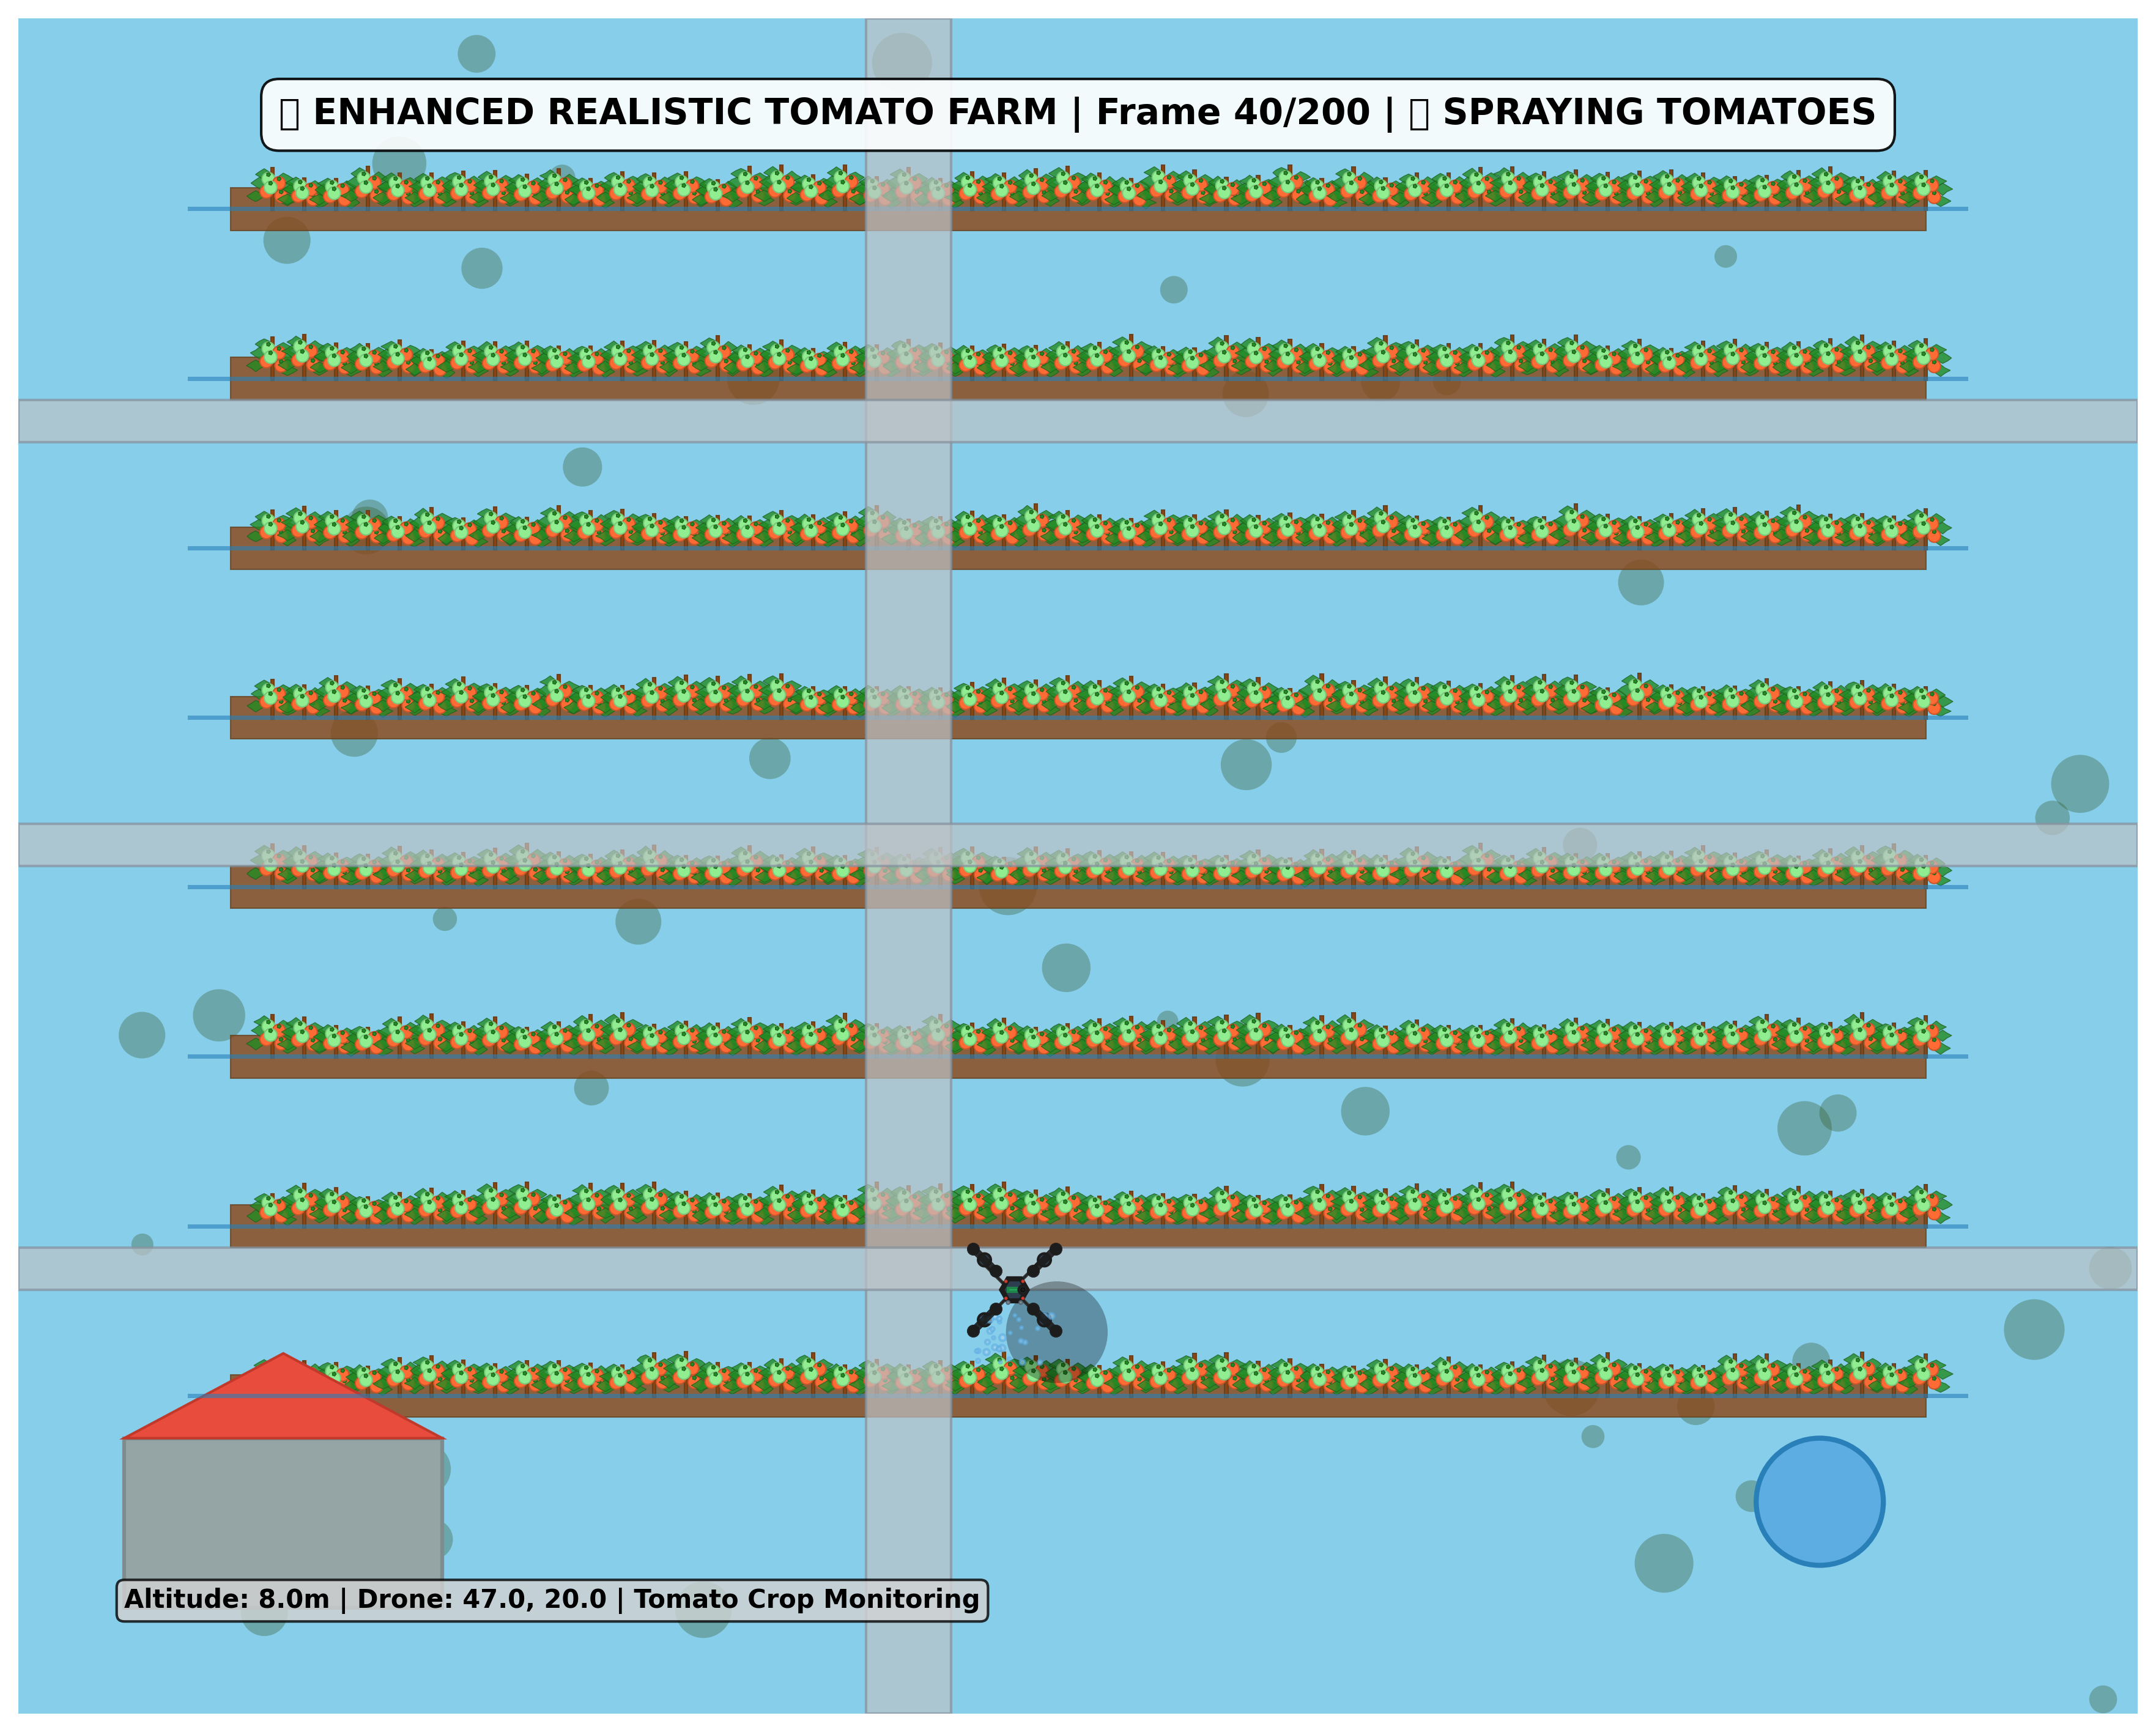 ▯ ENHANCED REALISTIC TOMATO FARM | Frame 40/200 | ▯ SPRAYING TOMATOES
Altitude: 8.0m | Drone: 47.0, 20.0 | Tomato Crop Monitoring